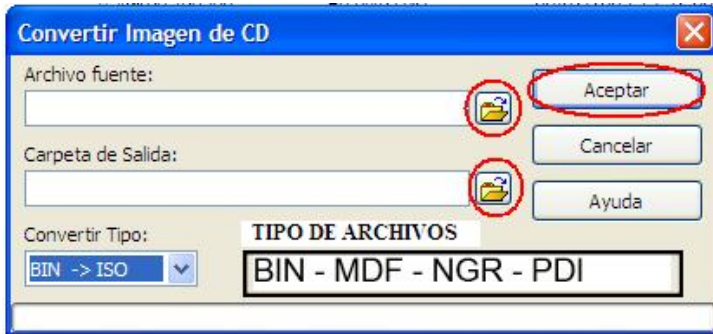 Convertir Imagen de CD
Archivo fuente:
Aceptar
Carpeta de Salida:
Cancelar
Ayuda
Convertir Tipo:
TIPO DE ARCHIVOS
BIN -> ISO
BIN - MDF - NGR - PDI